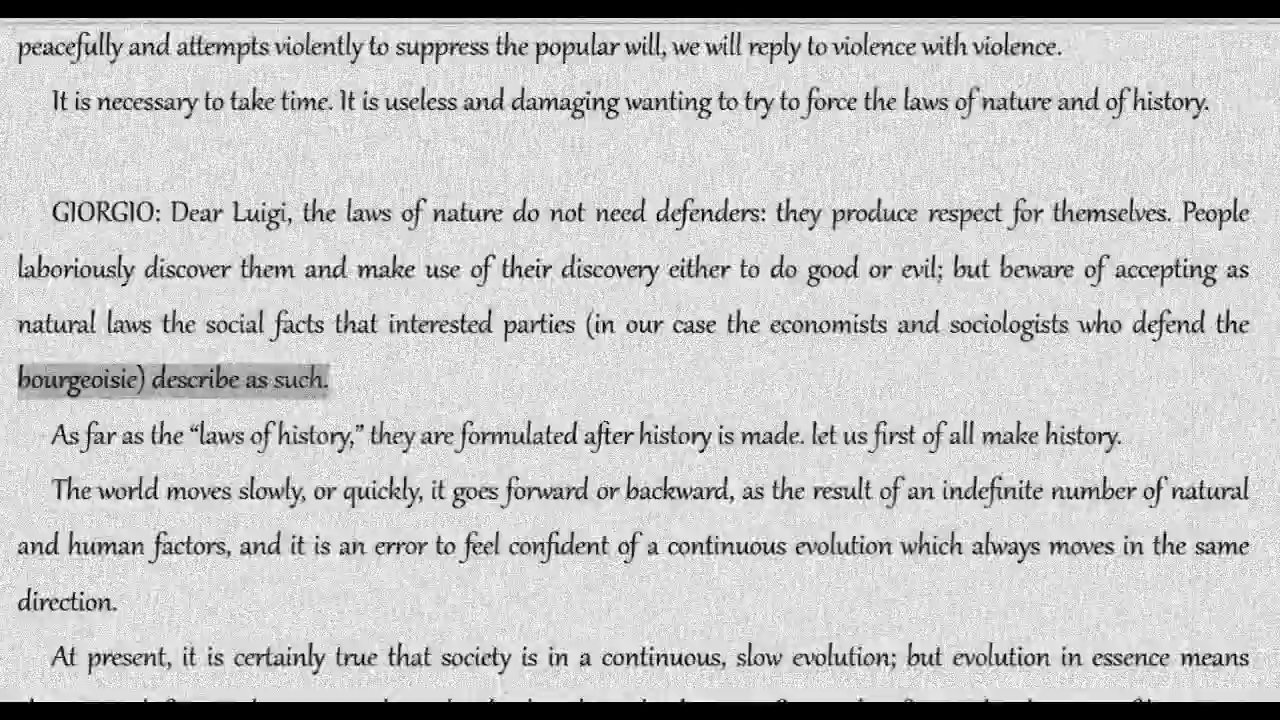 peacefully and attempts violently to suppress the popular will, we will reply to violence with violence.
It is necessary to take time. It is useless and damaging wanting to try to force the laws of nature and of history.
GIORGIO: Dear Luigi, the laws of nature do not need defenders: they produce respect for themselves. People
laboriously discover them and make use of their discovery either to do good or evil; but beware of accepting as
natural laws the social facts that interested parties (in our case the economists and sociologists who defend the
bourgeoisie) describe as such.
As far as the “laws of history,” they are formulated after history is made. let us first of all make history.
The world moves slowly, or quickly, it goes forward or backward, as the result of an indefinite number of natural
and human factors, and it is an error to feel confident of a continuous evolution which always moves in the same
direction.
At present, it is certainly true that society is in a continuous, slow evolution; but evolution in essence means